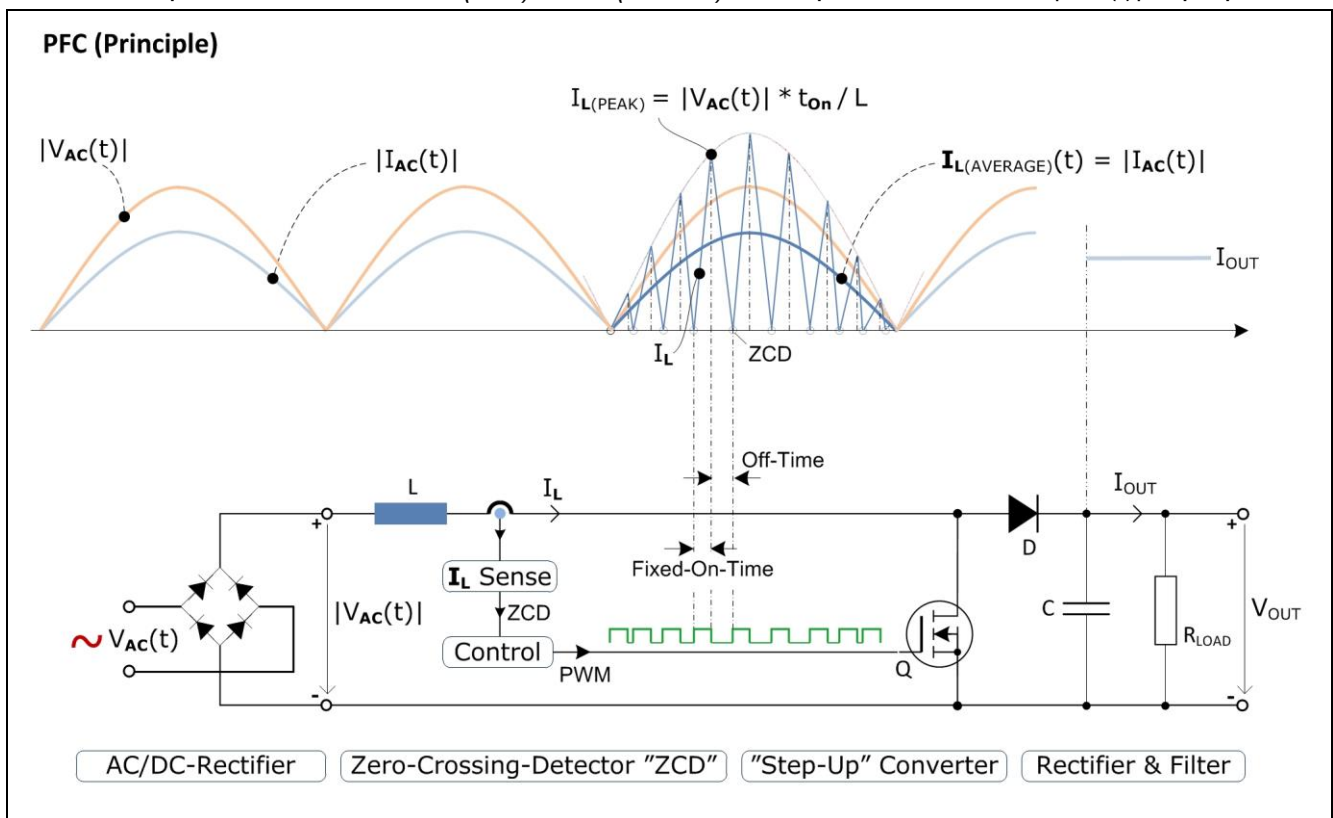 PFC (Principle)
I_L(PEAK) = |V_AC(t)| * t_On / L
|V_AC(t)|
|I_AC(t)|
I_L(AVERAGE)(t) = |I_AC(t)|
I_OUT
I_L
ZCD
Off-Time
L
I_L
I_OUT
+
+
D
I_L Sense
Fixed-On-Time
|V_AC(t)|
ZCD
C
V_OUT
R_LOAD
~ V_AC(t)
Control
PWM
Q
-
-
AC/DC-Rectifier
Zero-Crossing-Detector "ZCD"
"Step-Up" Converter
Rectifier & Filter